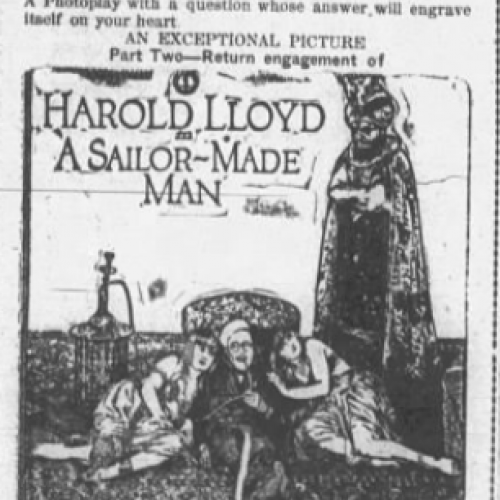 A Photoplay with a question whose answer, will engrave
itself on your heart
AN EXCEPTIONAL PICTURE
Part Two—Return engagement of
HAROLD LLOYD
in
A SAILOR-MADE
MAN